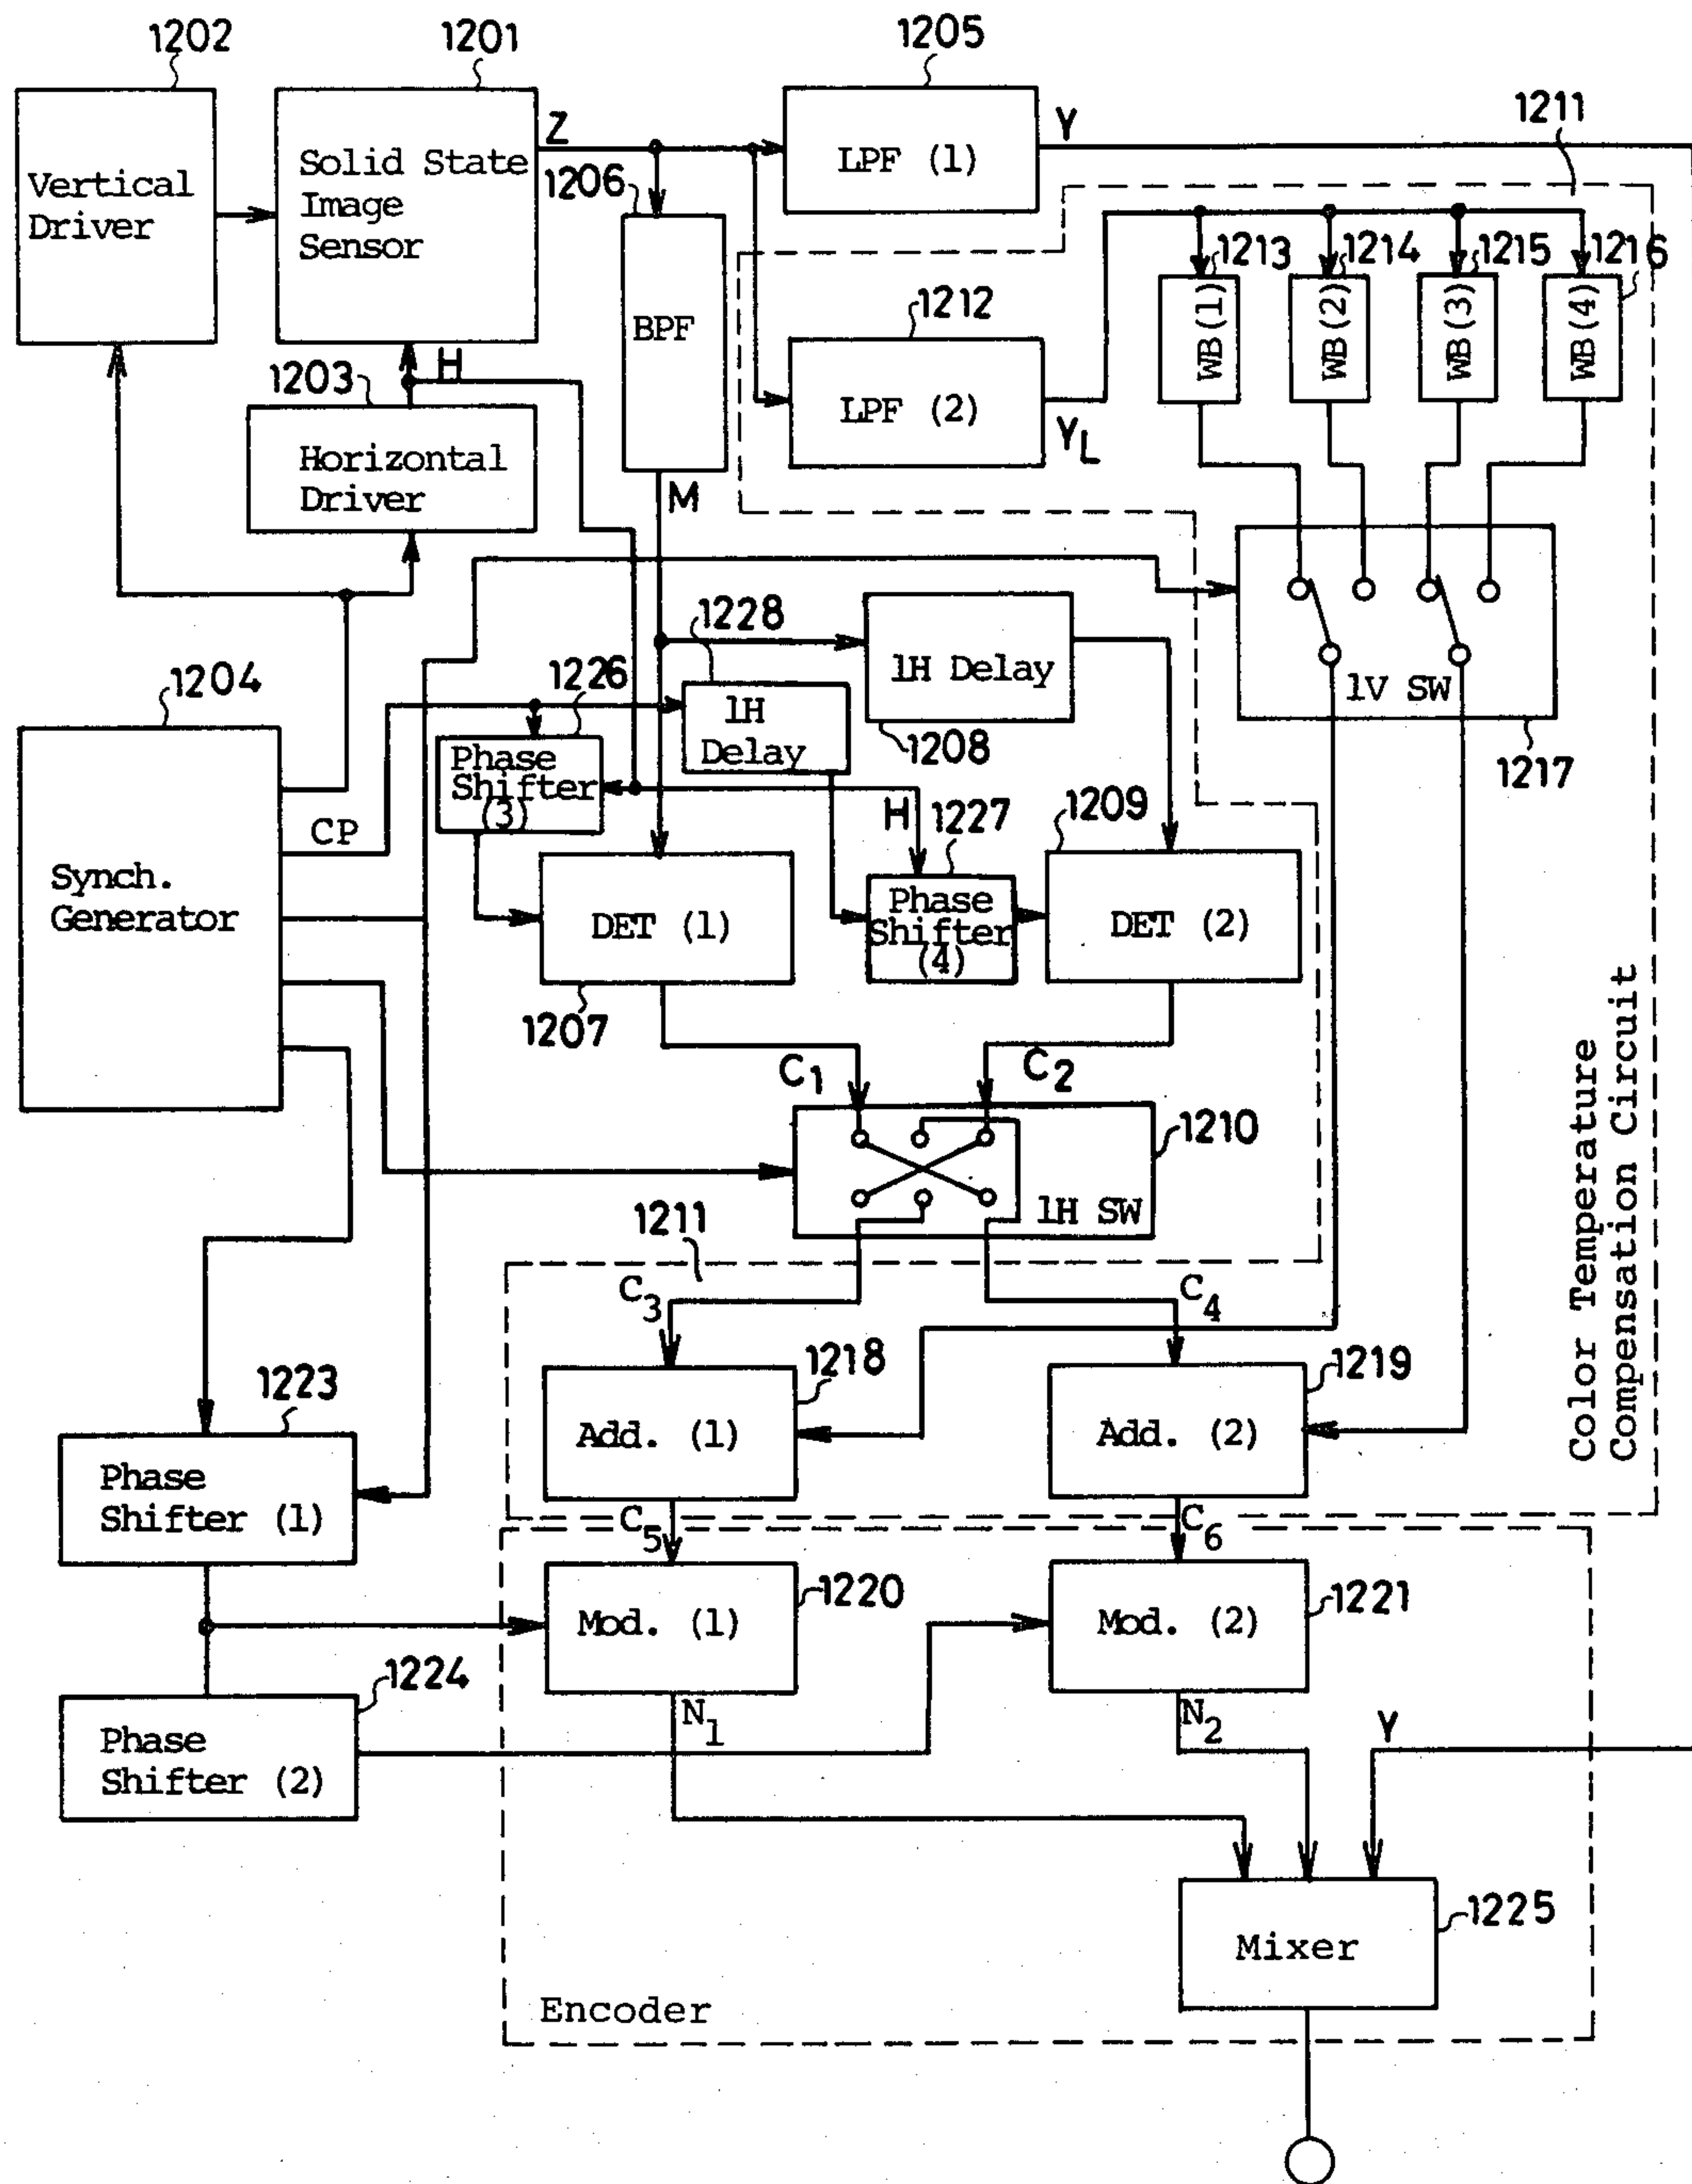 1202
1201
1205
1211
Z
Y
Vertical
Driver
Solid State
Image
Sensor
LPF (1)
1206
BPF
1212
1213
1214
1215
1216
WB(1)
WB(2)
WB(3)
WB(4)
LPF (2)
YL
1203
H
Horizontal
Driver
M
1228
1H Delay
1208
1V SW
1217
1204
1226
1H
Delay
Phase
Shifter
(3)
CP
H
1227
1209
Synch.
Generator
DET (1)
Phase
Shifter
(4)
DET (2)
1207
C1
C2
1210
1H SW
1211
C3
C4
Color Temperature
Compensation Circuit
1218
1219
Add. (1)
Add. (2)
1223
Phase
Shifter (1)
C5
C6
1220
1221
Mod. (1)
Mod. (2)
1224
Phase
Shifter (2)
N1
N2
Y
1225
Mixer
Encoder